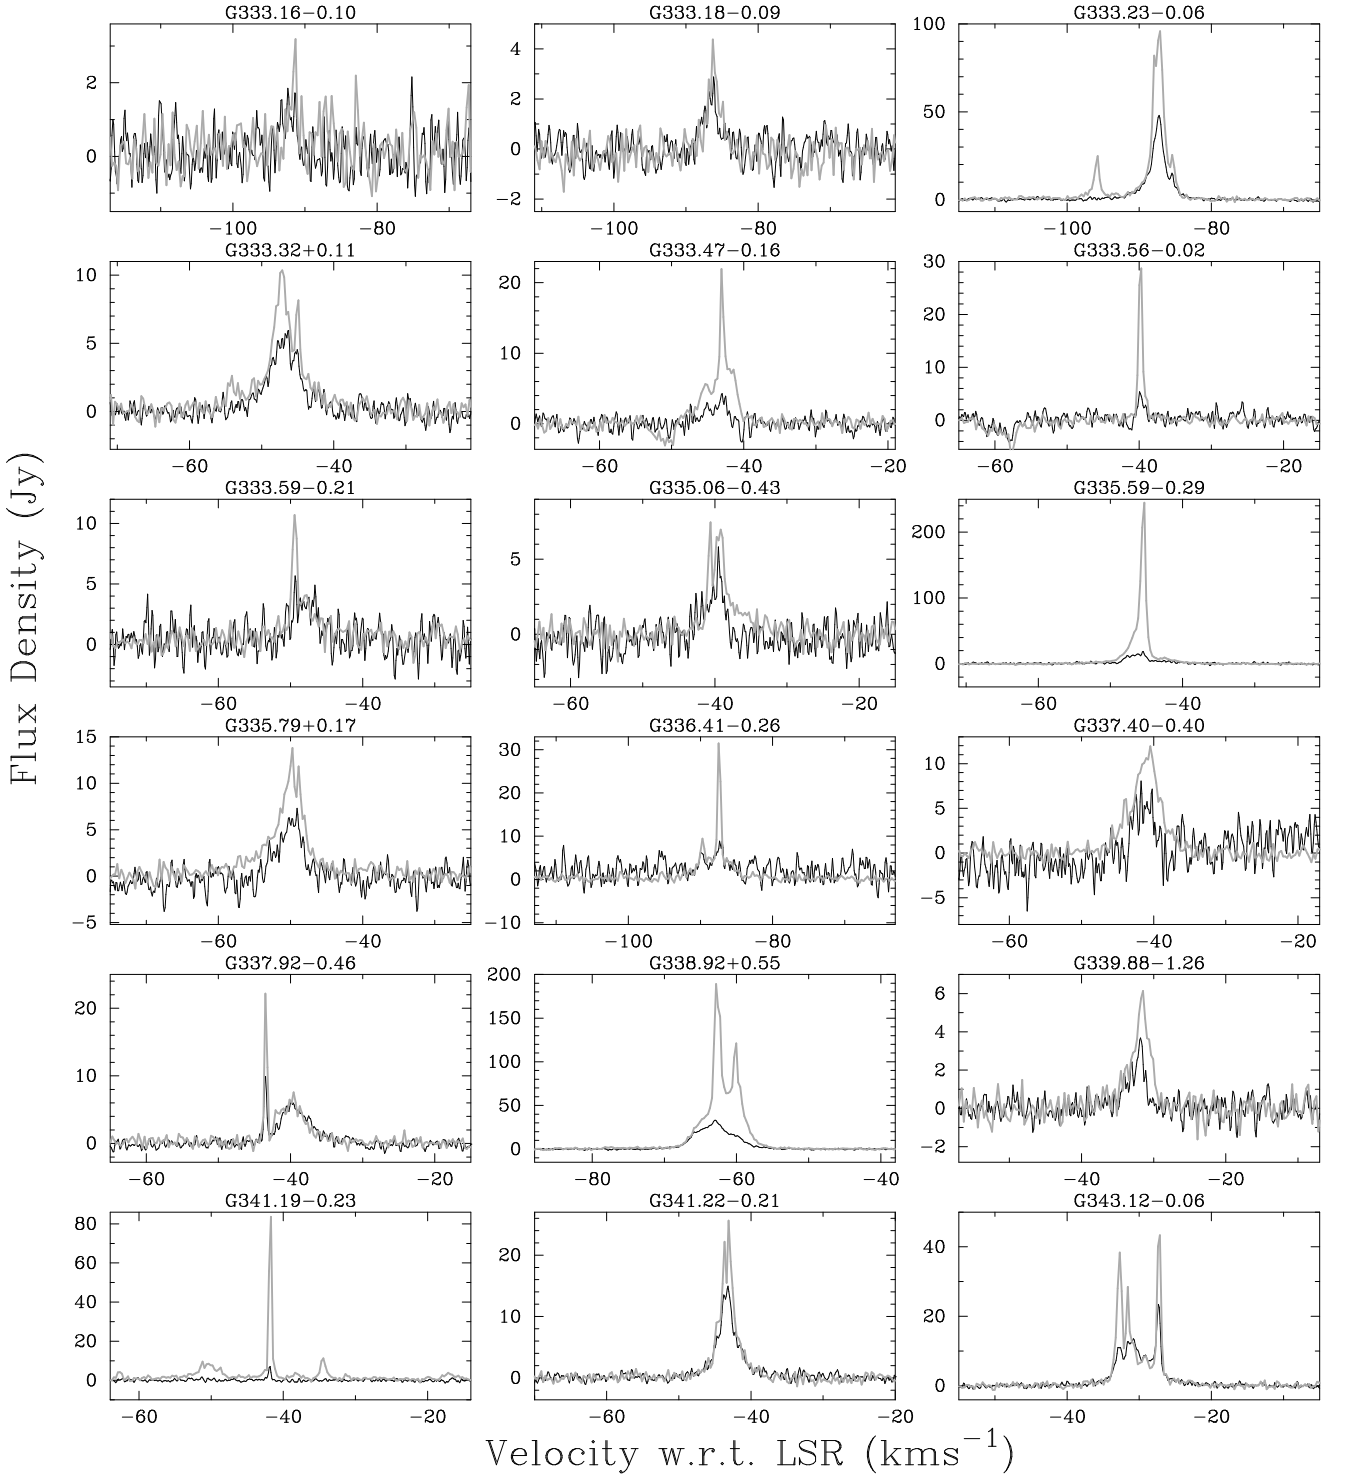 G333.16−0.10
G333.18−0.09
G333.23−0.06
2
0
−100 −80
4
2
0
−2
−100 −80
100
50
0
−100 −80
G333.32+0.11
G333.47−0.16
G333.56−0.02
10
5
0
−60 −40
20
10
0
−60 −40 −20
30
20
10
0
−60 −40 −20
G333.59−0.21
G335.06−0.43
G335.59−0.29
10
5
0
−60 −40
5
0
−60 −40 −20
200
100
0
−60 −40
G335.79+0.17
G336.41−0.26
G337.40−0.40
15
10
5
0
−5
−60 −40
30
20
10
0
−10
−100 −80
10
5
0
−5
−60 −40 −20
G337.92−0.46
G338.92+0.55
G339.88−1.26
20
10
0
−60 −40 −20
200
150
100
50
0
−80 −60 −40
6
4
2
0
−2
−40 −30 −20 −10
G341.19−0.23
G341.22−0.21
G343.12−0.06
80
60
40
20
0
−60 −40 −20
20
10
0
−60 −40 −20
40
20
0
−40 −20
Flux Density (Jy)
Velocity w.r.t. LSR (kms−1)